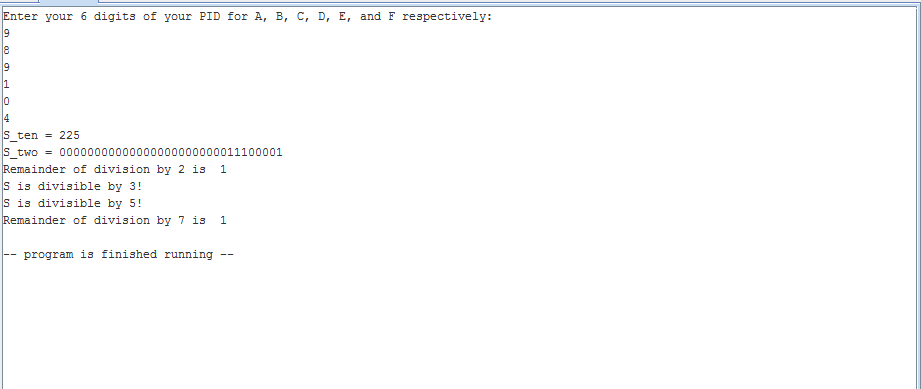 Enter your 6 digits of your PID for A, B, C, D, E, and F respectively:
9
8
9
1
0
4
S_ten = 225
S_two = 00000000000000000000000011100001
Remainder of division by 2 is  1
S is divisible by 3!
S is divisible by 5!
Remainder of division by 7 is  1
-- program is finished running --